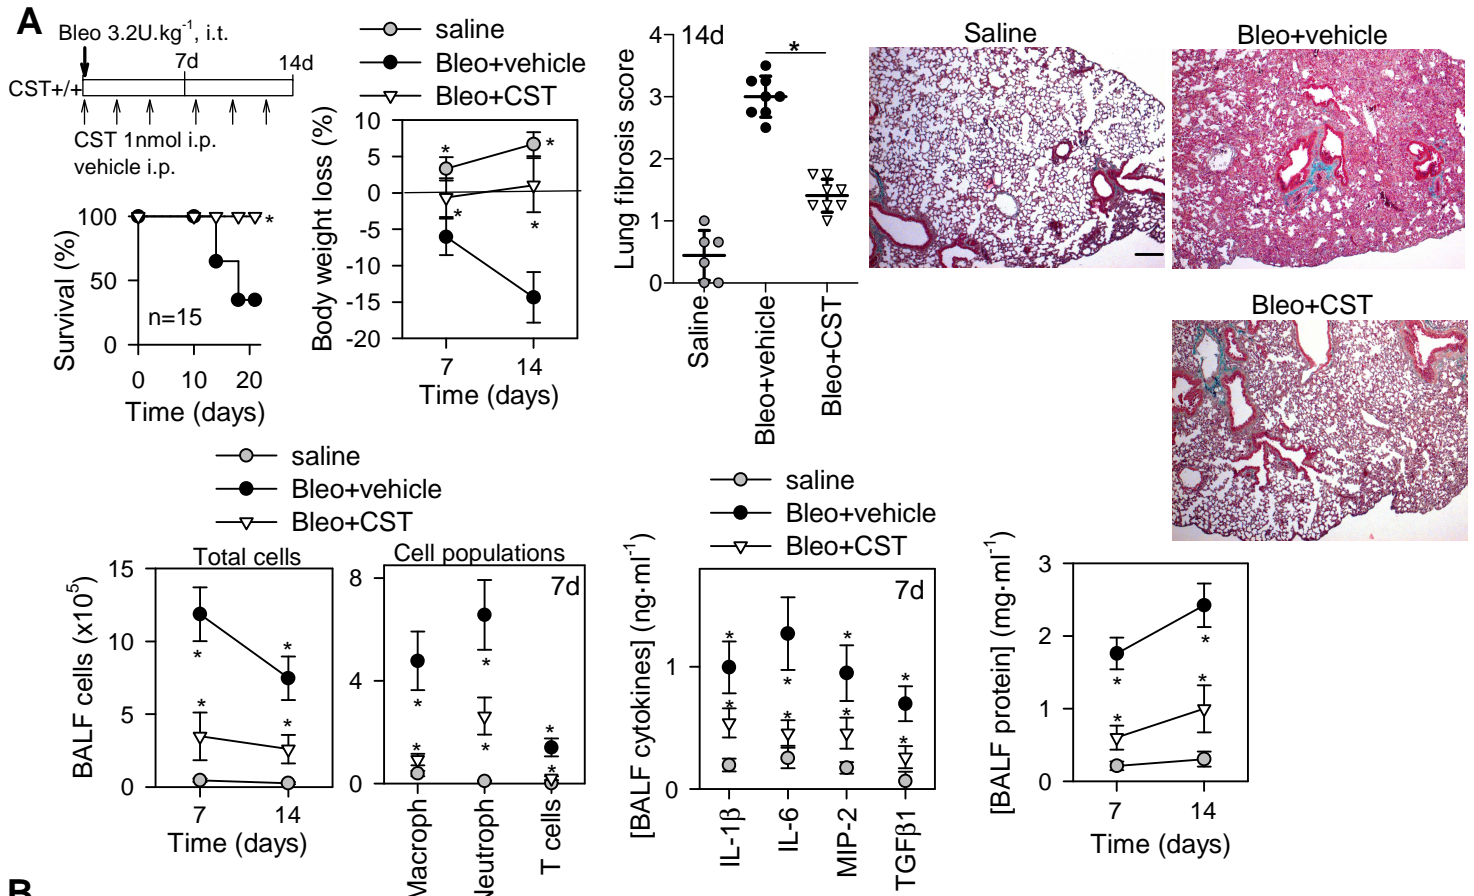 A
Bleo 3.2U.kg-1, i.t.
7d 14d
CST+/+
CST 1nmol i.p.
vehicle i.p.
Survival (%)
100
50
0
n=15
*
0 10 20
Time (days)
saline
Bleo+vehicle
Bleo+CST
Body weight loss (%)
10
5
0
-5
-10
-15
-20
* *
* *
7 14
Time (days)
Lung fibrosis score
14d
*
4
3
2
1
0
Saline
Bleo+vehicle
Bleo+CST
Saline
Bleo+vehicle
Bleo+CST
saline
Bleo+vehicle
Bleo+CST
Total cells
BALF cells (x10^5)
15
10
5
0
* *
* *
7 14
Time (days)
Cell populations
7d
8
4
0
* * *
* * *
Macroph
Neutroph
T cells
saline
Bleo+vehicle
Bleo+CST
[BALF cytokines] (ng·ml-1)
7d
1
0
* * * *
* * * *
IL-1β
IL-6
MIP-2
TGFβ1
[BALF protein] (mg·ml-1)
3
2
1
0
* *
* *
7 14
Time (days)
B